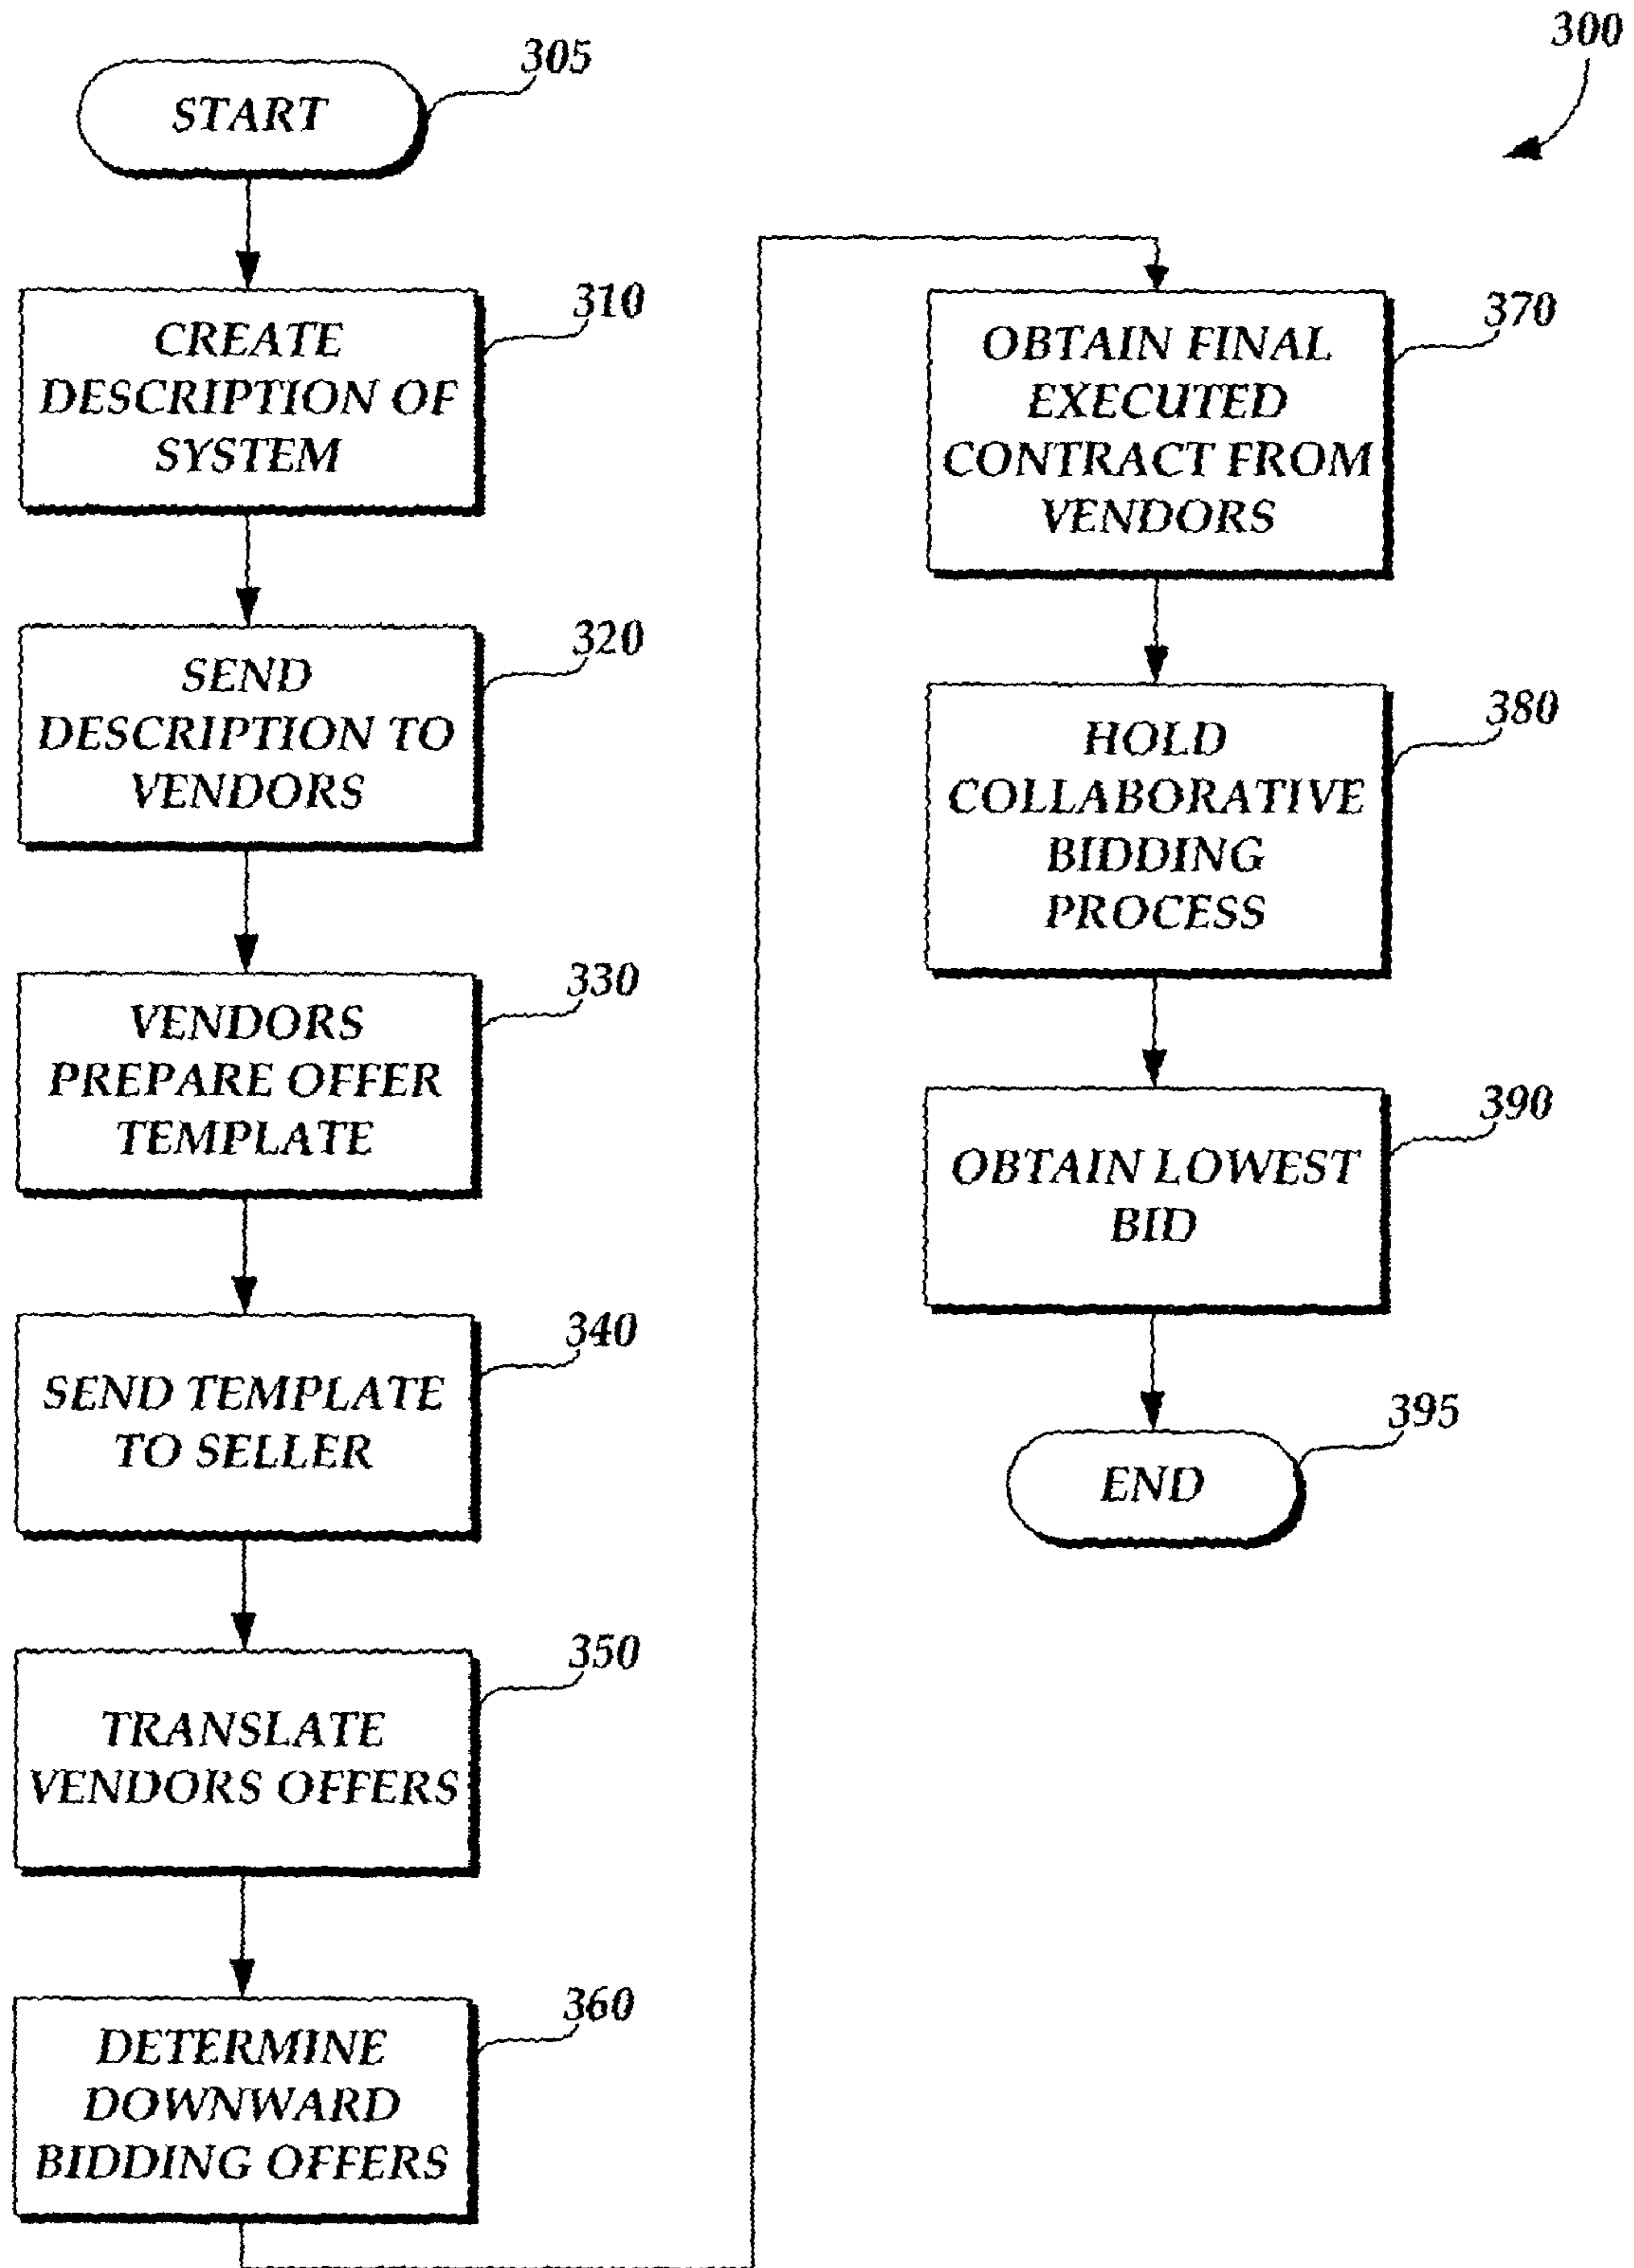 300
305
START
310
CREATE
DESCRIPTION OF
SYSTEM
320
SEND
DESCRIPTION TO
VENDORS
330
VENDORS
PREPARE OFFER
TEMPLATE
340
SEND TEMPLATE
TO SELLER
350
TRANSLATE
VENDORS OFFERS
360
DETERMINE
DOWNWARD
BIDDING OFFERS
370
OBTAIN FINAL
EXECUTED
CONTRACT FROM
VENDORS
380
HOLD
COLLABORATIVE
BIDDING
PROCESS
390
OBTAIN LOWEST
BID
395
END